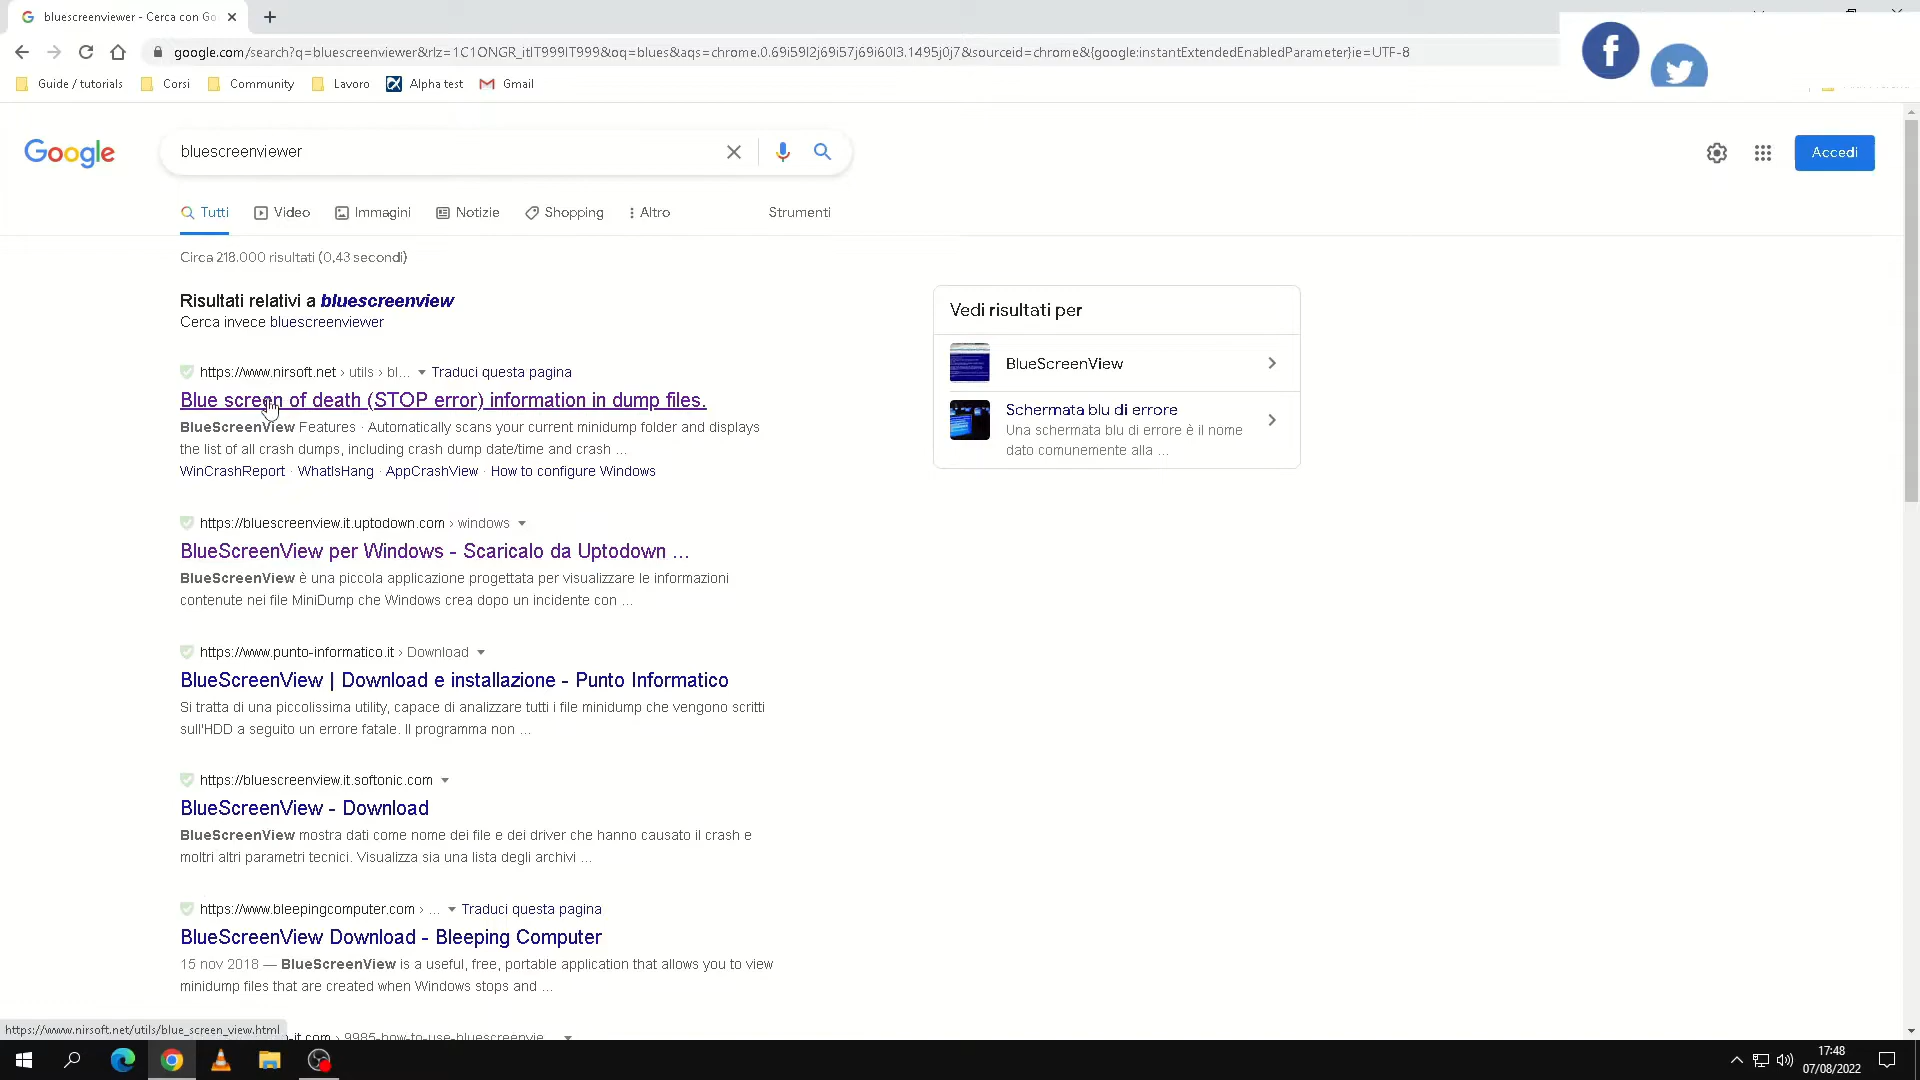 bluescreenviewer - Cerca con Go
google.com/search?q=bluescreenviewer&rlz=1C1ONGR_itIT999IT999&oq=blues&aqs=chrome.0.69i59l2j69i57j69i60l3.1495j0j7&sourceid=chrome&{google:instantExtendedEnabledParameter}ie=UTF-8
Guide / tutorials Corsi Community Lavoro Alpha test Gmail
Google bluescreenviewer Accedi
Tutti Video Immagini Notizie Shopping Altro Strumenti
Circa 218.000 risultati (0,43 secondi)
Risultati relativi a bluescreenview
Cerca invece bluescreenviewer
https://www.nirsoft.net › utils › bl... Traduci questa pagina
Blue screen of death (STOP error) information in dump files.
BlueScreenView Features · Automatically scans your current minidump folder and displays
the list of all crash dumps, including crash dump date/time and crash ...
WinCrashReport · WhatIsHang · AppCrashView · How to configure Windows
https://bluescreenview.it.uptodown.com › windows
BlueScreenView per Windows - Scaricalo da Uptodown ...
BlueScreenView è una piccola applicazione progettata per visualizzare le informazioni
contenute nei file MiniDump che Windows crea dopo un incidente con ...
https://www.punto-informatico.it › Download
BlueScreenView | Download e installazione - Punto Informatico
Si tratta di una piccolissima utility, capace di analizzare tutti i file minidump che vengono scritti
sull'HDD a seguito un errore fatale. Il programma non ...
https://bluescreenview.it.softonic.com
BlueScreenView - Download
BlueScreenView mostra dati come nome dei file e dei driver che hanno causato il crash e
moltri altri parametri tecnici. Visualizza sia una lista degli archivi ...
https://www.bleepingcomputer.com › ... Traduci questa pagina
BlueScreenView Download - Bleeping Computer
15 nov 2018 — BlueScreenView is a useful, free, portable application that allows you to view
minidump files that are created when Windows stops and ...
Vedi risultati per
BlueScreenView
Schermata blu di errore
Una schermata blu di errore è il nome
dato comunemente alla ...
https://www.nirsoft.net/utils/blue_screen_view.html
-it.com › 9985-how-to-use-bluescreenvie...
17:48
07/08/2022